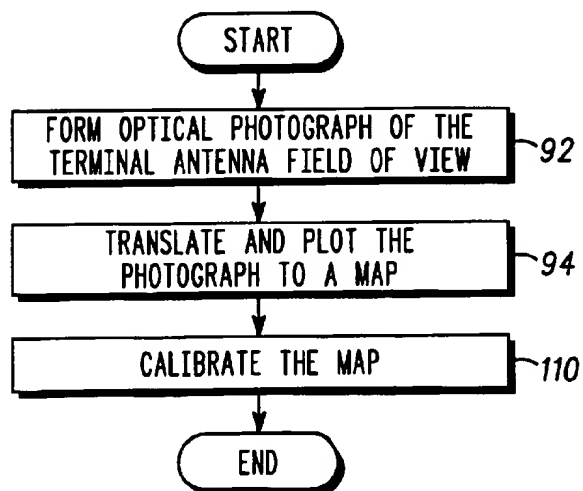 START
FORM OPTICAL PHOTOGRAPH OF THE
TERMINAL ANTENNA FIELD OF VIEW
92
TRANSLATE AND PLOT THE
PHOTOGRAPH TO A MAP
94
CALIBRATE THE MAP
110
END